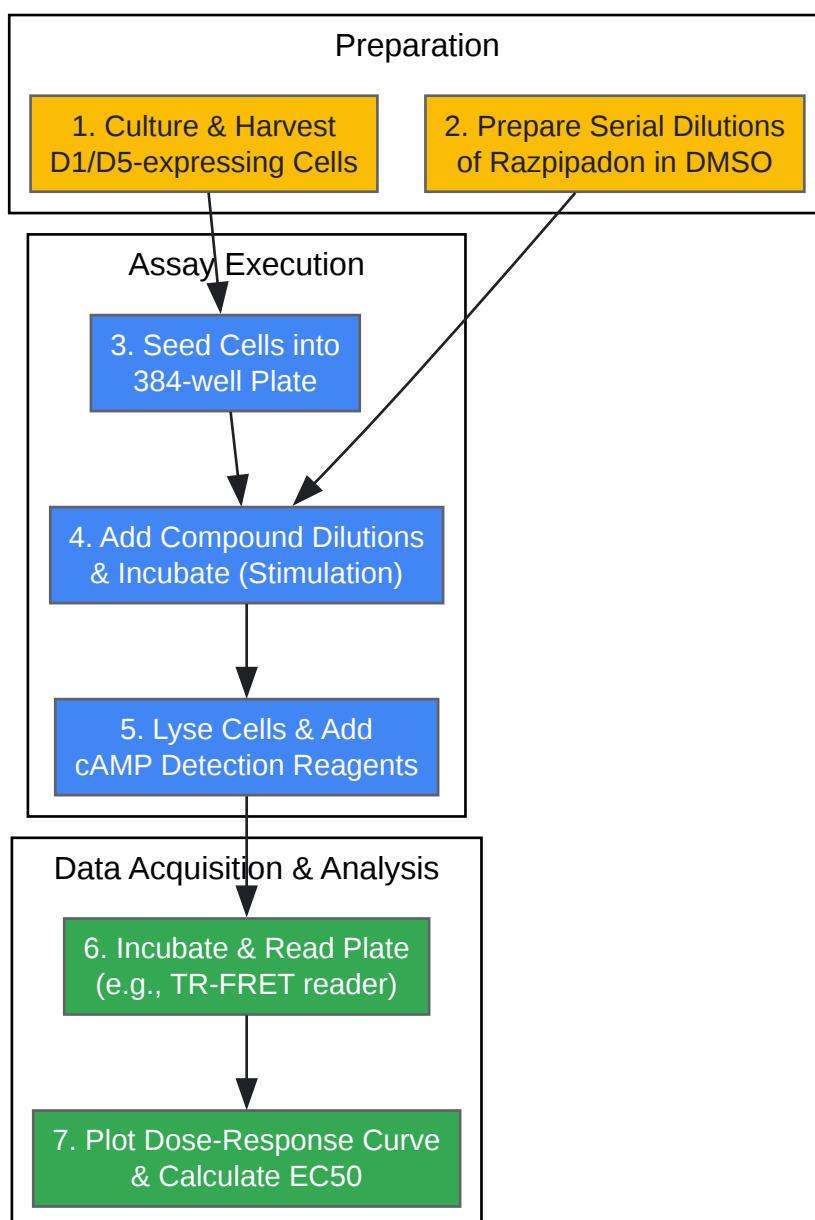 Preparation
1. Culture & Harvest
D1/D5-expressing Cells
2. Prepare Serial Dilutions
of Razpipadon in DMSO
Assay Execution
3. Seed Cells into
384-well Plate
4. Add Compound Dilutions
& Incubate (Stimulation)
5. Lyse Cells & Add
cAMP Detection Reagents
Data Acquisition & Analysis
6. Incubate & Read Plate
(e.g., TR-FRET reader)
7. Plot Dose-Response Curve
& Calculate EC50